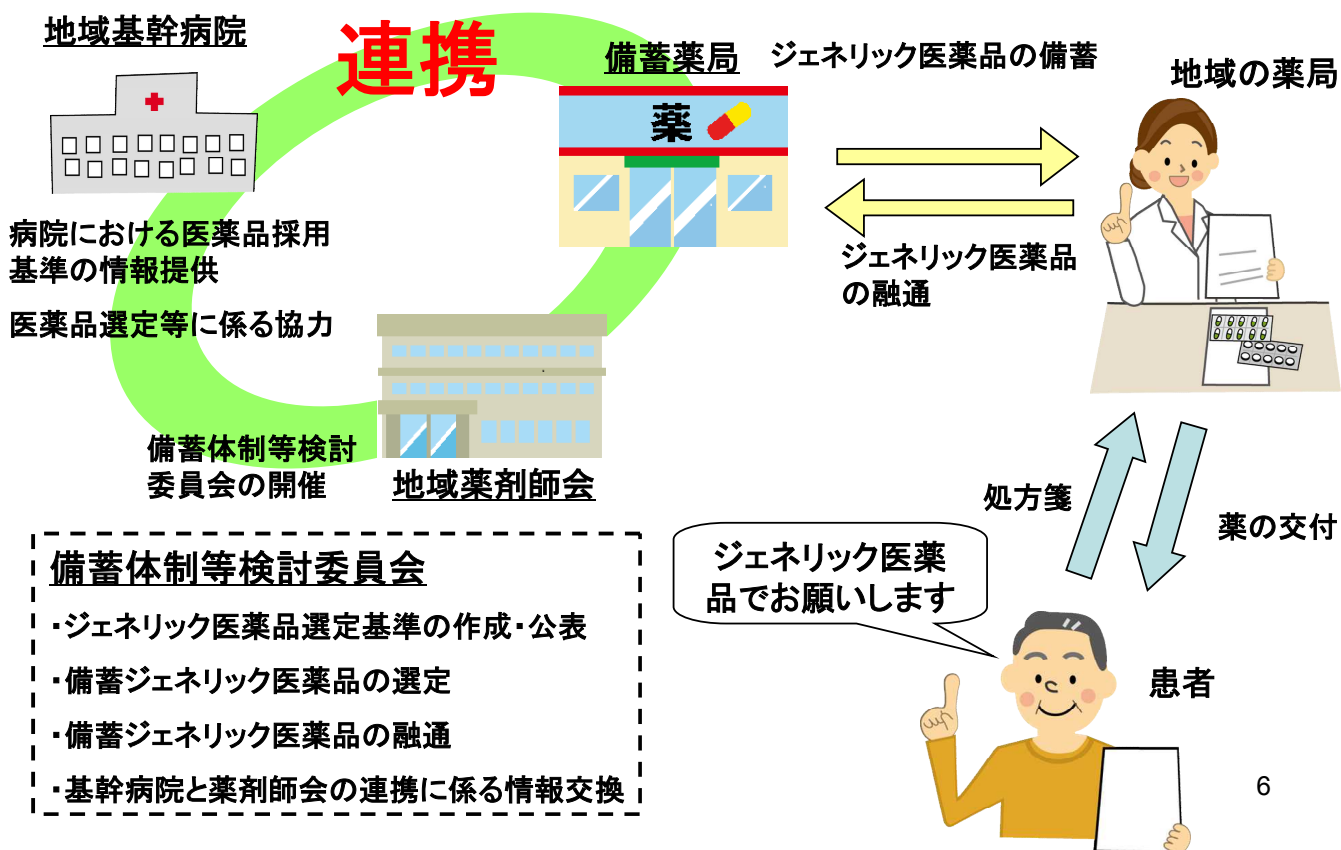 地域基幹病院
連携
備蓄薬局
ジェネリック医薬品の備蓄
地域の薬局
薬
病院における医薬品採用
基準の情報提供
医薬品選定等に係る協力
ジェネリック医薬品
の融通
備蓄体制等検討
委員会の開催
地域薬剤師会
処方箋
薬の交付
ジェネリック医薬
品でお願いします
患者
備蓄体制等検討委員会
・ジェネリック医薬品選定基準の作成・公表
・備蓄ジェネリック医薬品の選定
・備蓄ジェネリック医薬品の融通
・基幹病院と薬剤師会の連携に係る情報交換
6